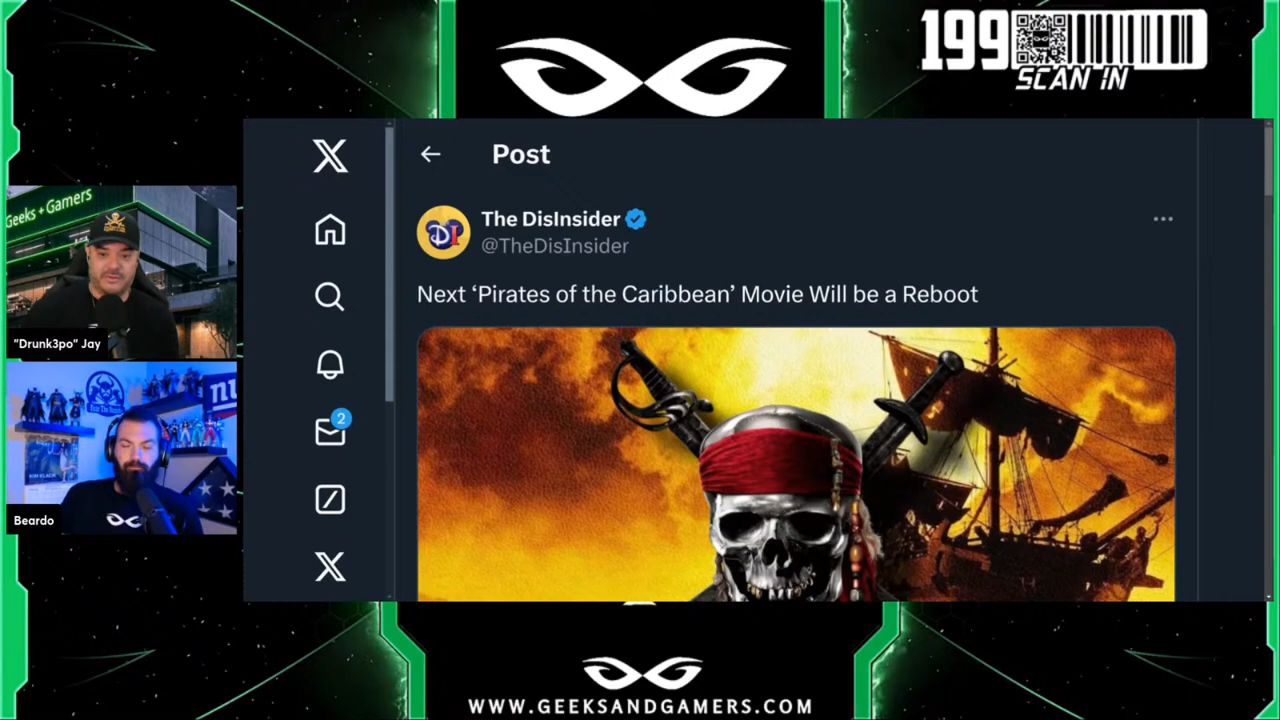 199
SCAN IN
Geeks + Gamers
"Drunk3po" Jay
Beardo
Post
The DisInsider
@TheDisInsider
Next ‘Pirates of the Caribbean’ Movie Will be a Reboot
2
DI
WWW.GEEKSANDGAMERS.COM